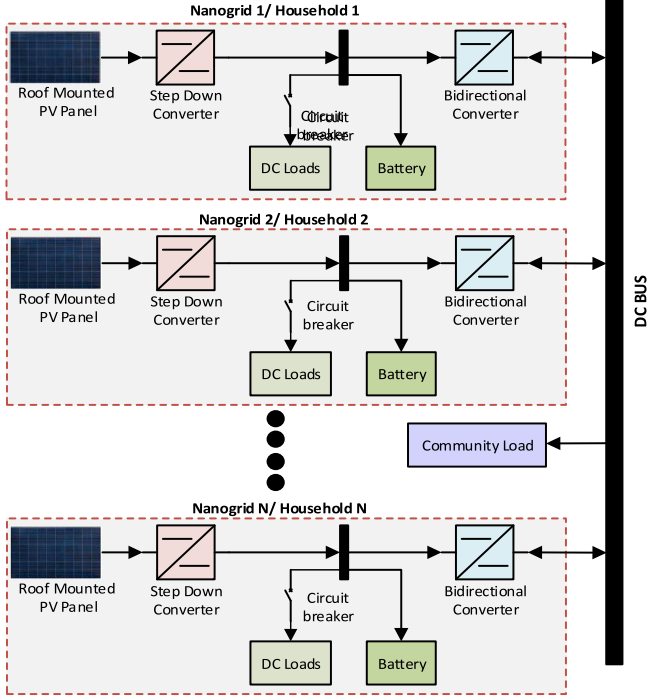 Nanogrid 1/ Household 1
Roof Mounted
PV Panel
Step Down
Converter
Circuit
breaker
Circuit
breaker
DC Loads
Battery
Bidirectional
Converter
Nanogrid 2/ Household 2
Roof Mounted
PV Panel
Step Down
Converter
Circuit
breaker
DC Loads
Battery
Bidirectional
Converter
DC BUS
Community Load
Nanogrid N/ Household N
Roof Mounted
PV Panel
Step Down
Converter
Circuit
breaker
DC Loads
Battery
Bidirectional
Converter